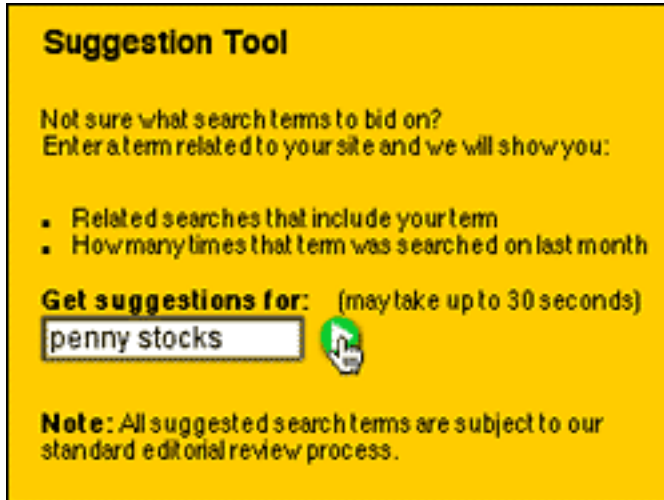 Suggestion Tool
Not sure what search terms to bid on?
Enter a term related to your site and we will show you:
Related searches that include your term
How many times that term was searched on last month
Get suggestions for: (may take up to 30 seconds)
penny stocks
Note: All suggested search terms are subject to our
standard editorial review process.